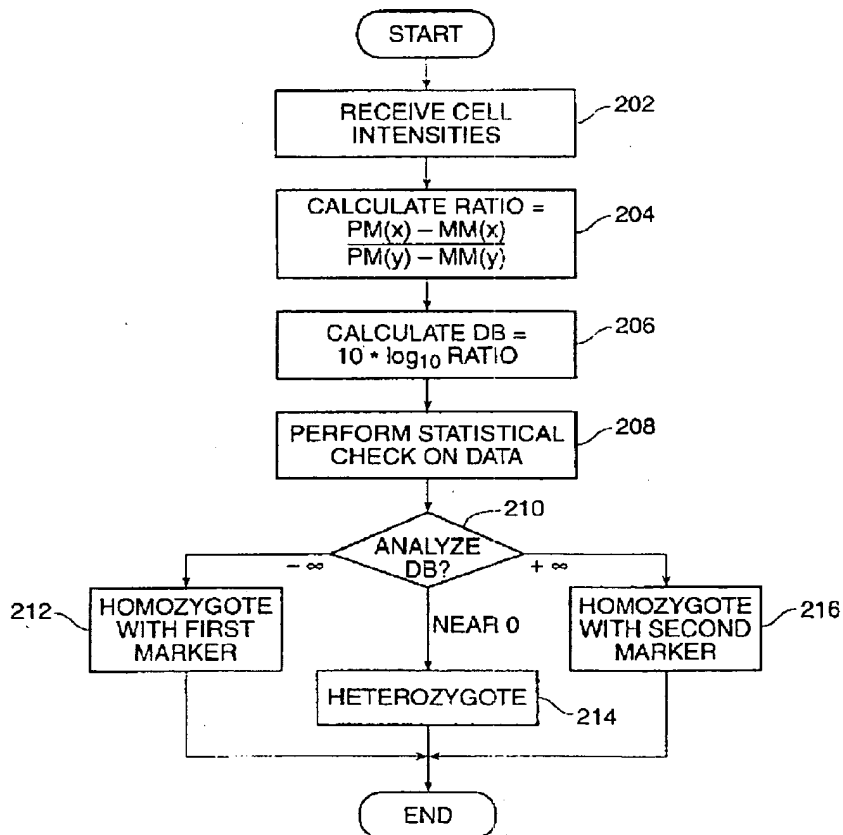 START
RECEIVE CELL
INTENSITIES
202
CALCULATE RATIO =
PM(x) – MM(x)
PM(y) – MM(y)
204
CALCULATE DB =
10 * log10 RATIO
206
PERFORM STATISTICAL
CHECK ON DATA
208
210
ANALYZE
DB?
– ∞
+ ∞
NEAR 0
212
HOMOZYGOTE
WITH FIRST
MARKER
HOMOZYGOTE
WITH SECOND
MARKER
216
HETEROZYGOTE
214
END